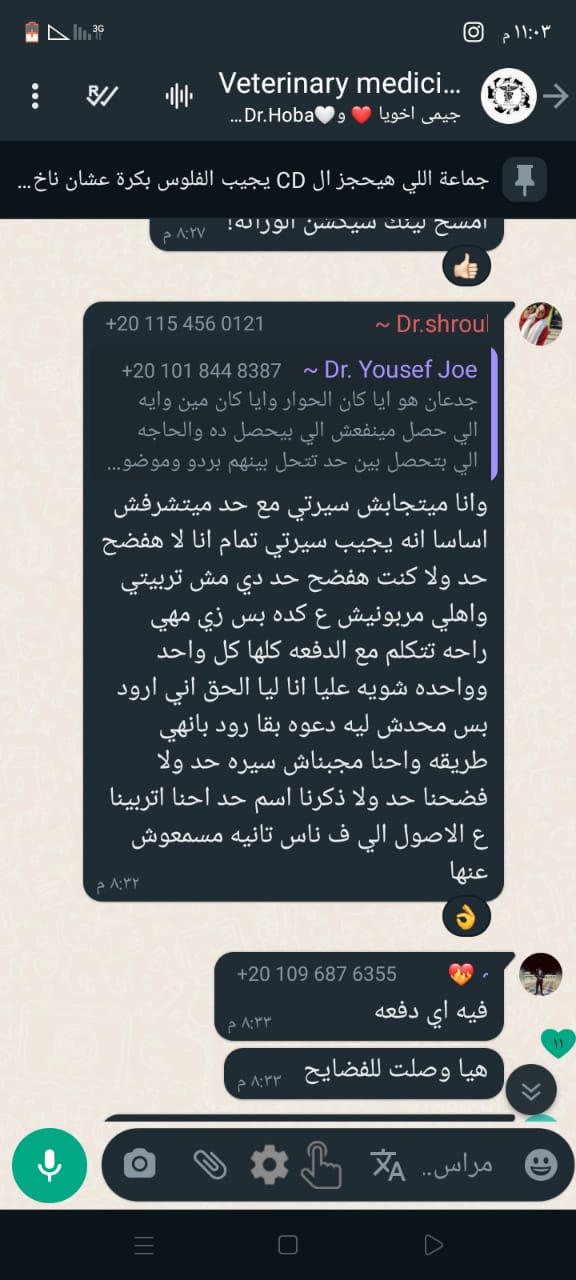 ١١:٠٣ م
3G
Veterinary medici...
جيمى اخويا ❤️ و🤍Dr.Hoba...
جماعة اللي هيحجز ال CD يجيب الفلوس بكرة عشان ناخ...
امسح لينك سيكشن الوراثه!
٨:٢٧ م
👍🏻
~ Dr.shroul
+20 115 456 0121
~ Dr. Yousef Joe
+20 101 844 8387
جدعان هو ايا كان الحوار وايا كان مين وايه
الي حصل مينفعش الي بيحصل ده والحاجه
الي بتحصل بين حد تتحل بينهم بردو وموضو...
وانا ميتجابش سيرتي مع حد ميتشرفش
اساسا انه يجيب سيرتي تمام انا لا هفضح
حد ولا كنت هفضح حد دي مش تربيتي
واهلي مربونيش ع كده بس زي مهي
راحه تتكلم مع الدفعه كلها كل واحد
وواحده شويه عليا انا ليا الحق اني ارود
بس محدش ليه دعوه بقا رود بانهي
طريقه واحنا مجبناش سيره حد ولا
فضحنا حد ولا ذكرنا اسم حد احنا اتربينا
ع الاصول الي ف ناس تانيه مسمعوش
عنها
٨:٣٢ م
👌
+20 109 687 6355
فيه اي دفعه
٨:٣٣ م
هيا وصلت للفضايح
٨:٣٣ م
١١
مراس..